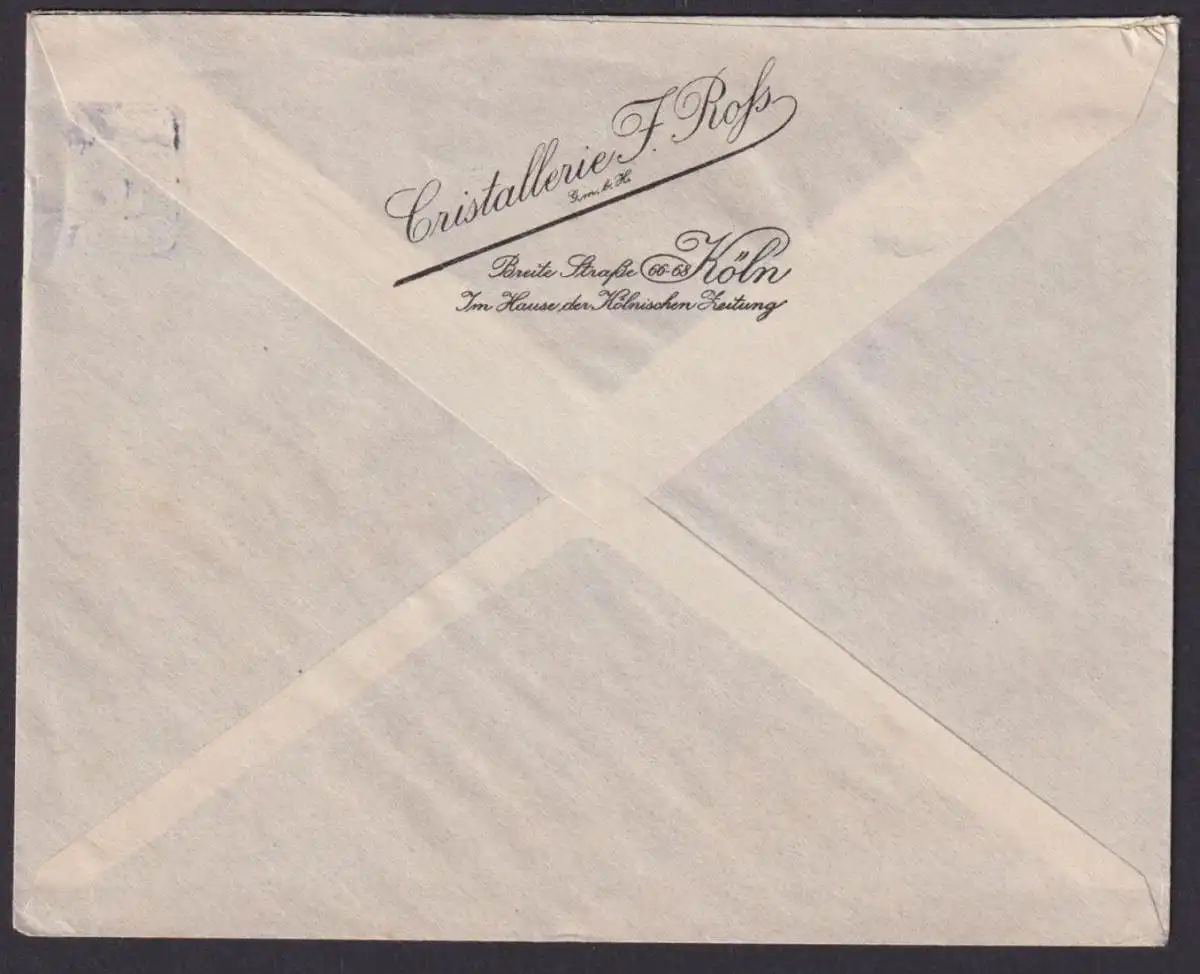 Cristallerie F. Roß
G.m.b.H.
Breite Straße 66-68 Köln
Im Hause der Kölnischen Zeitung